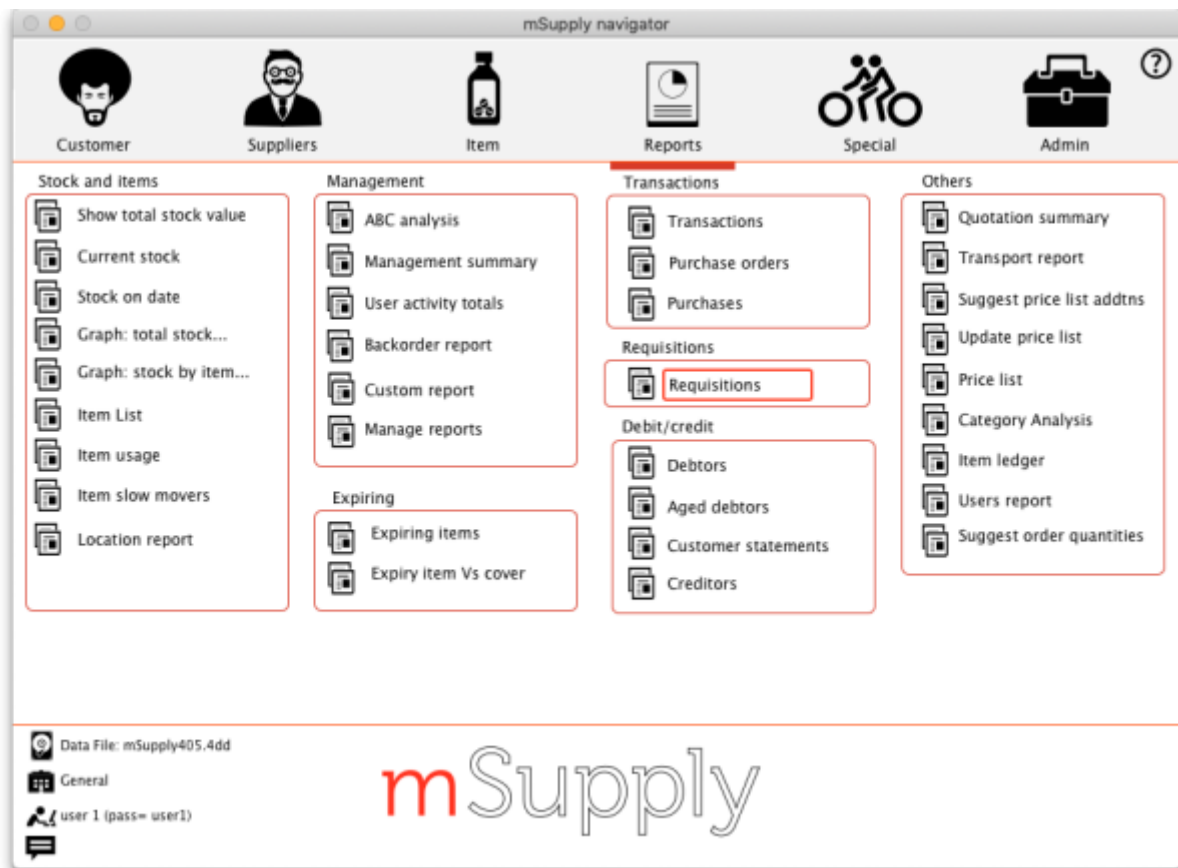 mSupply navigator
?
Customer
Suppliers
Item
Reports
Special
Admin
Stock and items
Show total stock value
Current stock
Stock on date
Graph: total stock...
Graph: stock by item...
Item List
Item usage
Item slow movers
Location report
Management
ABC analysis
Management summary
User activity totals
Backorder report
Custom report
Manage reports
Expiring
Expiring items
Expiry item Vs cover
Transactions
Transactions
Purchase orders
Purchases
Requisitions
Requisitions
Debit/credit
Debtors
Aged debtors
Customer statements
Creditors
Others
Quotation summary
Transport report
Suggest price list addtns
Update price list
Price list
Category Analysis
Item ledger
Users report
Suggest order quantities
Data File: mSupply405.4dd
General
user 1 (pass= user1)
mSupply